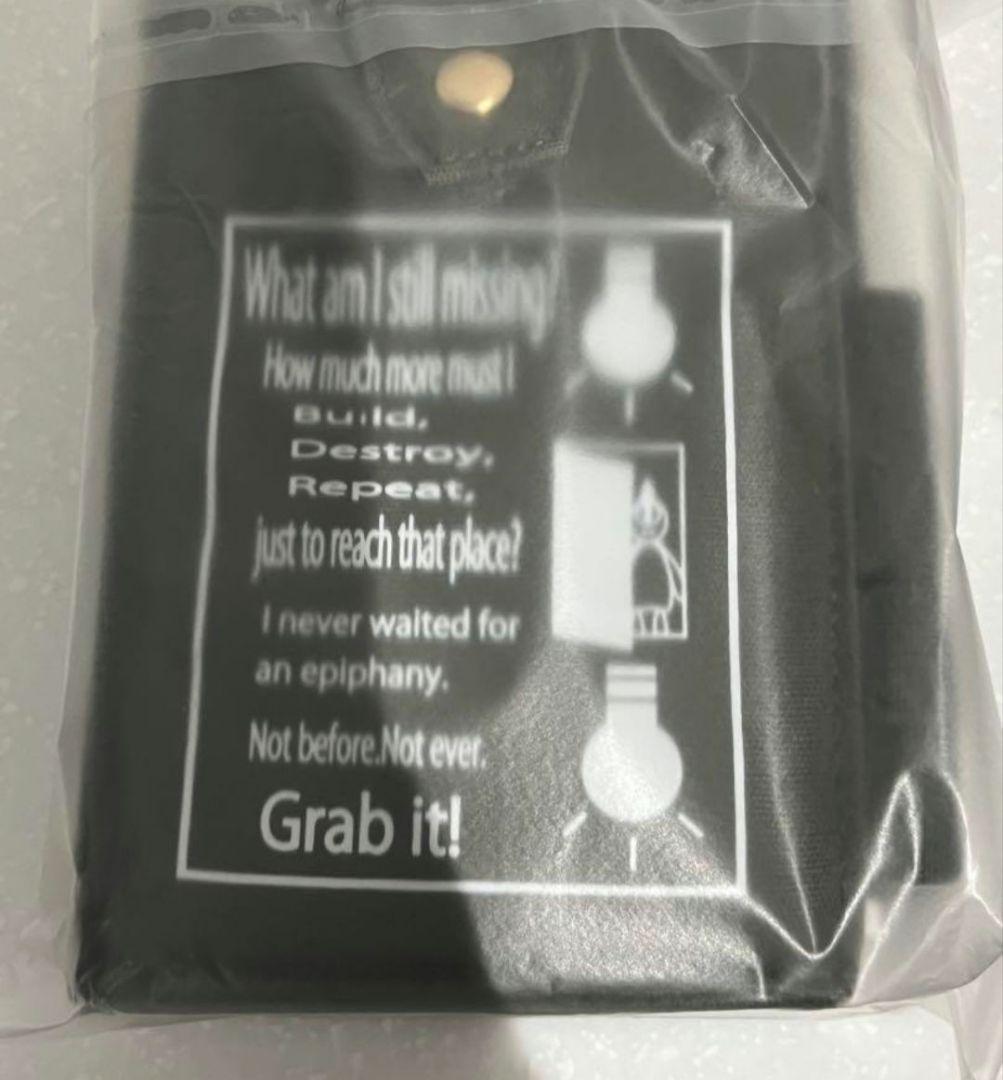 What am I still missing?
How much more must I
Build,
Destroy,
Repeat,
just to reach that place?
I never waited for
an epiphany.
Not before.Not ever.
Grab it!